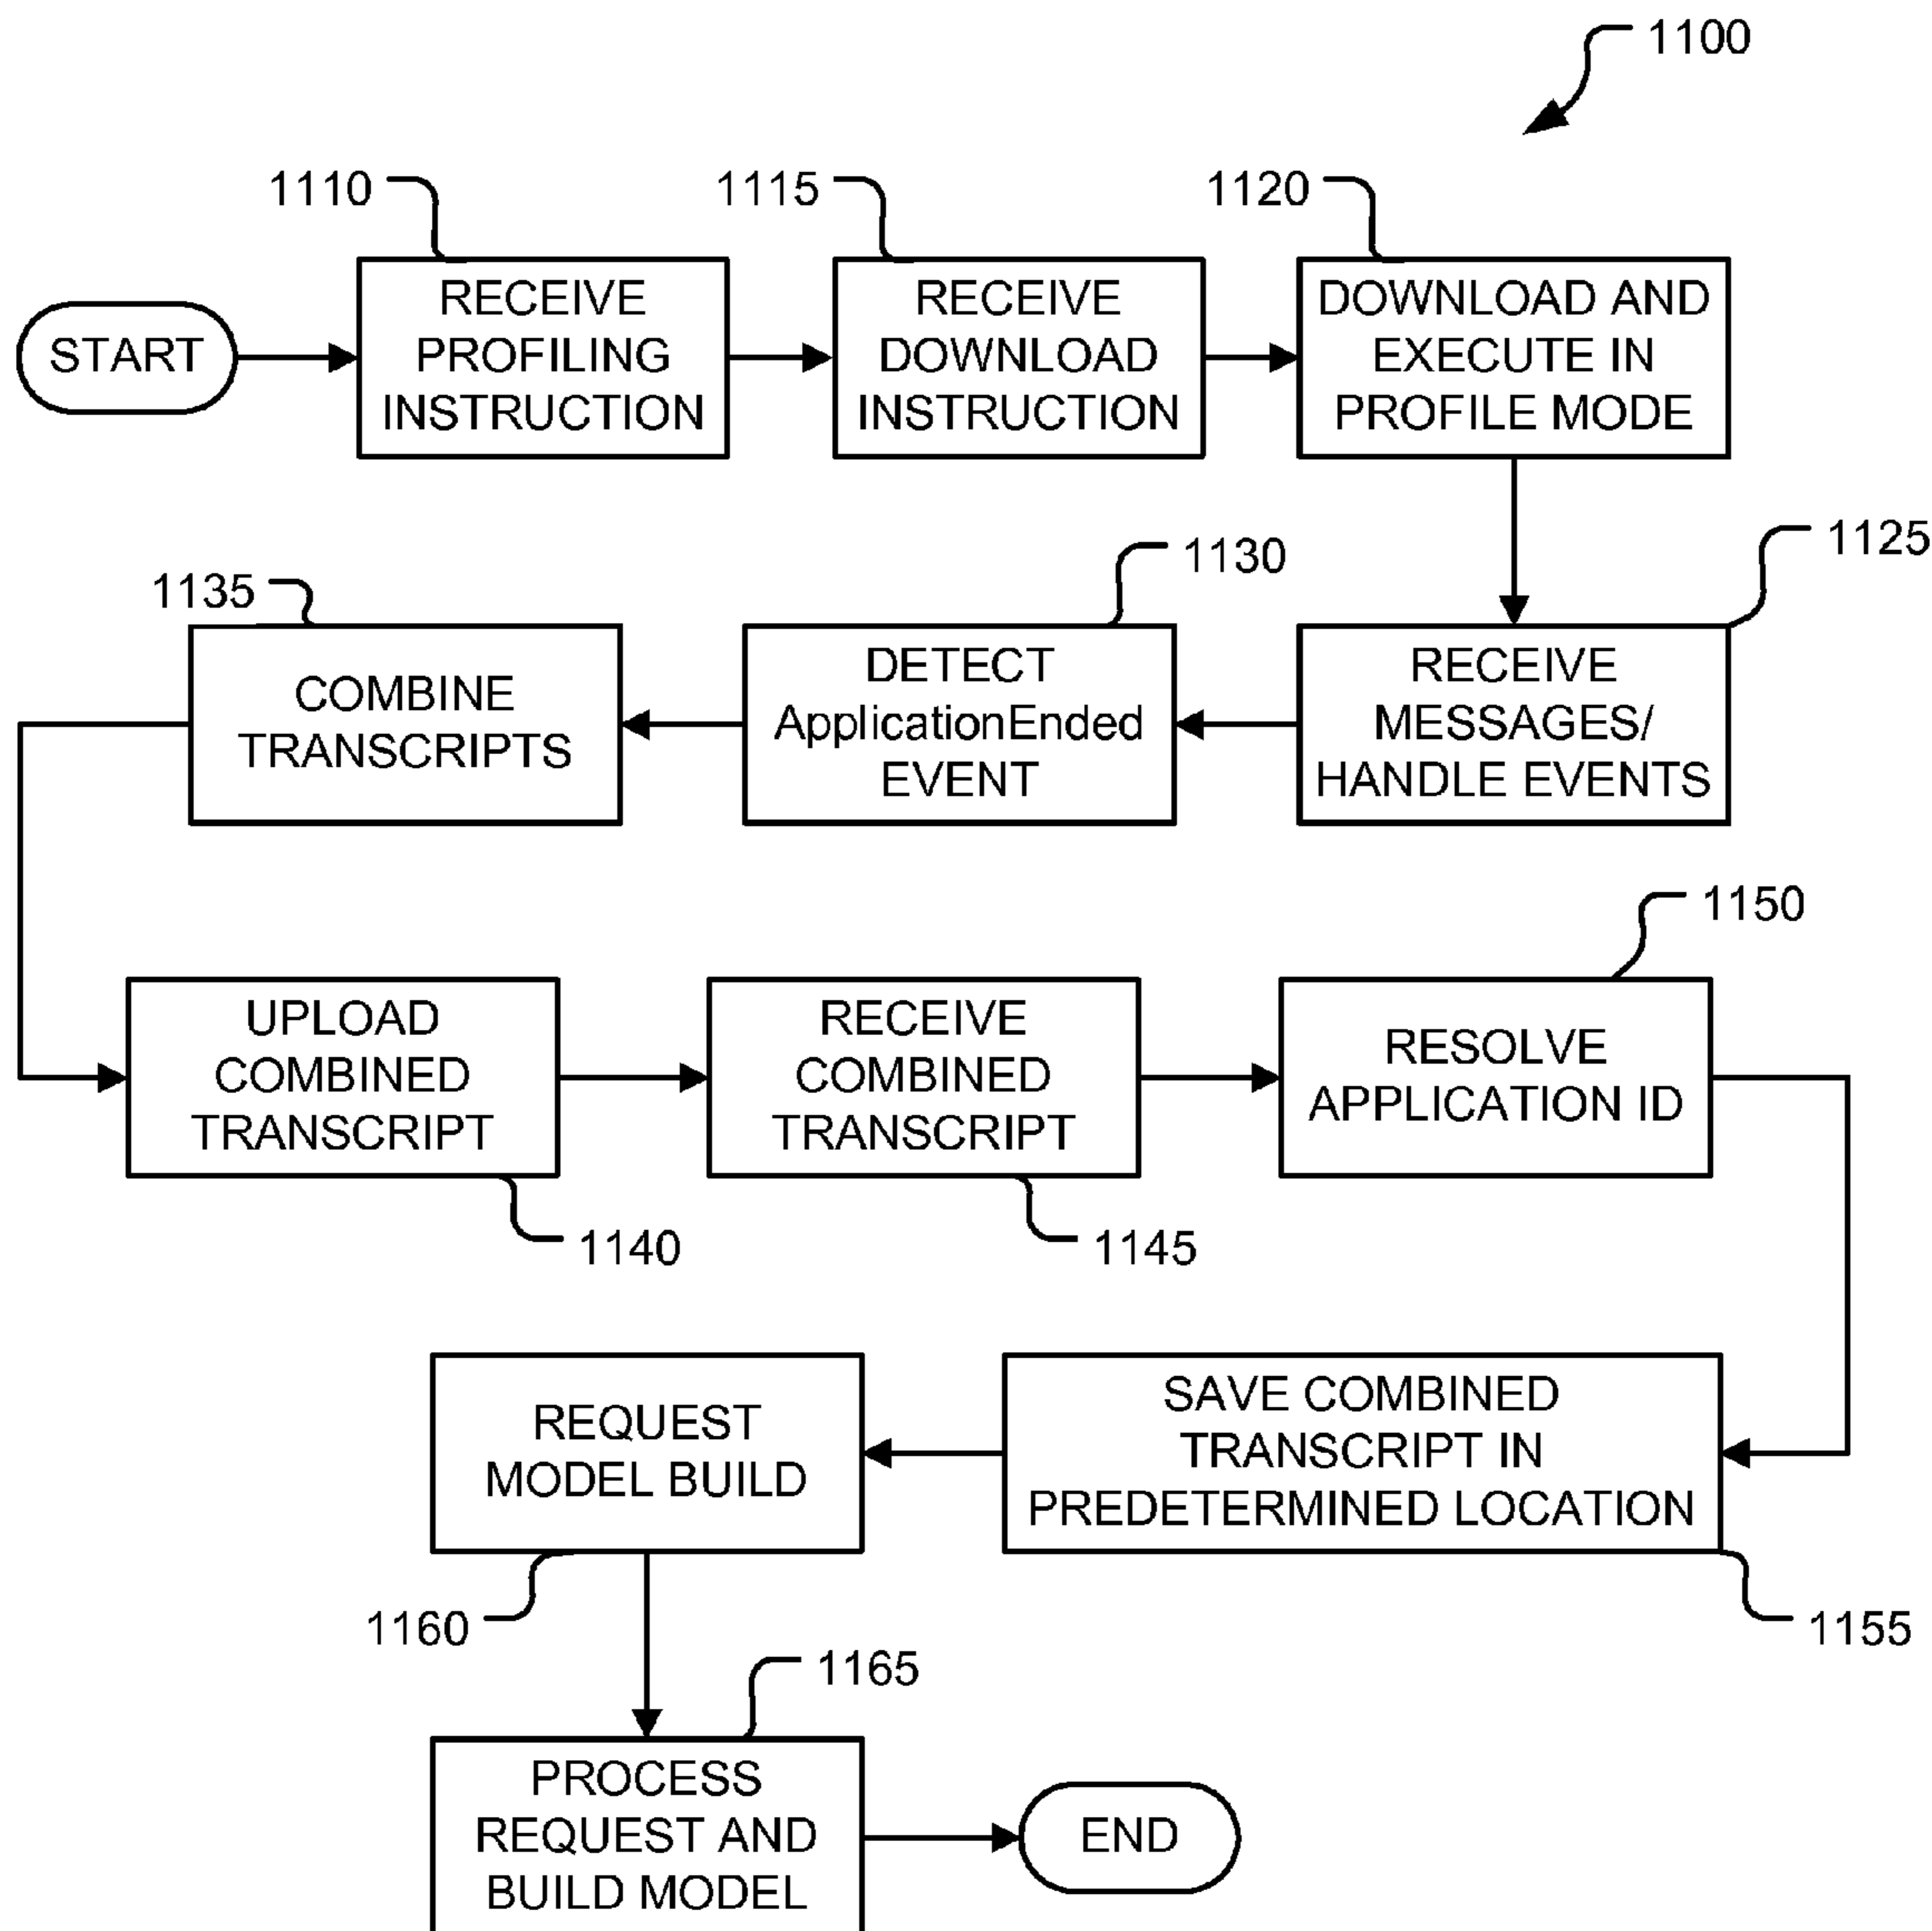 1100
1110
1115
1120
START
RECEIVE
PROFILING
INSTRUCTION
RECEIVE
DOWNLOAD
INSTRUCTION
DOWNLOAD AND
EXECUTE IN
PROFILE MODE
1125
1130
1135
RECEIVE
MESSAGES/
HANDLE EVENTS
DETECT
ApplicationEnded
EVENT
COMBINE
TRANSCRIPTS
1150
UPLOAD
COMBINED
TRANSCRIPT
RECEIVE
COMBINED
TRANSCRIPT
RESOLVE
APPLICATION ID
1140
1145
SAVE COMBINED
TRANSCRIPT IN
PREDETERMINED LOCATION
REQUEST
MODEL BUILD
1160
1155
1165
PROCESS
REQUEST AND
BUILD MODEL
END